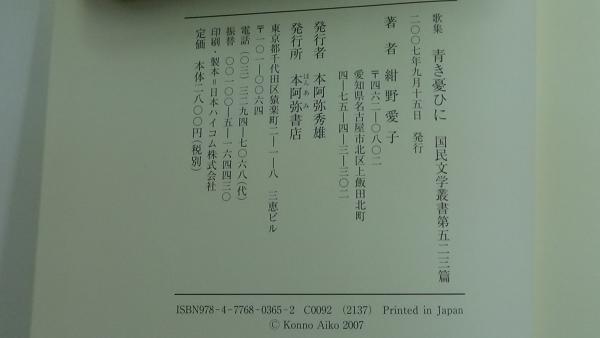 歌集　青き憂ひに　国民文学叢書第五二三篇
二〇〇七年九月十五日　発行
著　者　紺野愛子
〒四六二―〇八〇二
愛知県名古屋市北区上飯田北町
四―七五―四―三―三〇二
発行者　本阿弥秀雄
発行所　本阿弥書店
ほんあみ
東京都千代田区猿楽町二―一―八　三恵ビル
〒一〇一―〇〇六四
電話（〇三）三二九四―七〇六八（代）
振替　〇〇一〇〇―五―一六四四三〇
印刷・製本＝日本ハイコム株式会社
定価　本体二八〇〇円（税別）
ISBN978-4-7768-0365-2　C0092　(2137)　Printed in Japan
© Konno Aiko 2007